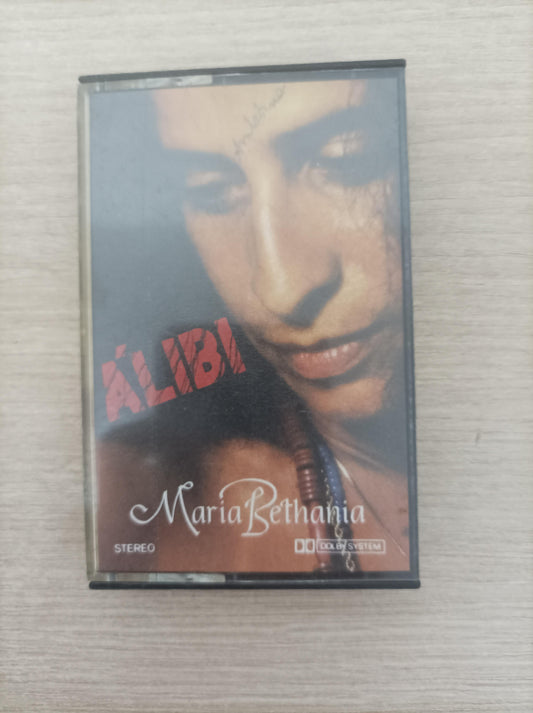 ÁLIBI
Maria Bethania
STEREO
DOLBY SYSTEM